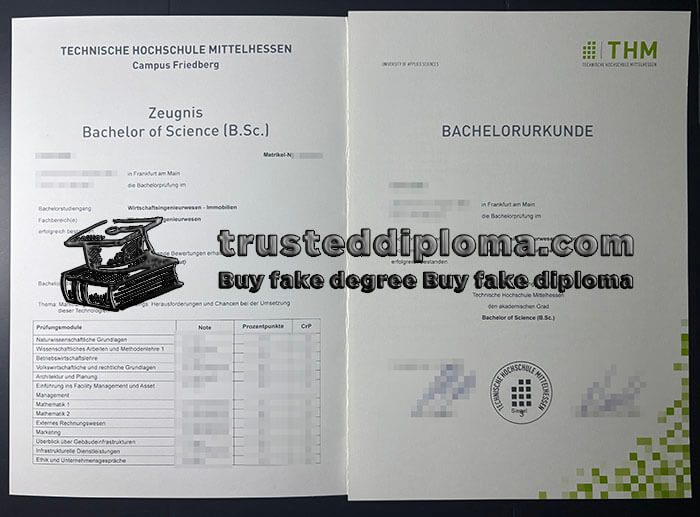 TECHNISCHE HOCHSCHULE MITTELHESSEN
Campus Friedberg
Zeugnis
Bachelor of Science (B.Sc.)
Matrikel-N
in Frankfurt am Main
die Bachelorprüfung im
Bachelorstudiengang Wirtschaftsingenieurwesen - Immobilien
Fachbereich(e)
erfolgreich
Bewertungen
Thema:
Herausforderungen und Chancen bei der Umsetzung
dieser
Prüfungsmodule Note Prozentpunkte CrP
Naturwissenschaftliche Grundlagen
Wissenschaftliches Arbeiten und Methodenlehre 1
Betriebswirtschaftslehre
Volkswirtschaftliche und rechtliche Grundlagen
Architektur und Planung
Einführung ins Facility Management und Asset
Management
Mathematik 1
Mathematik 2
Externes Rechnungswesen
Marketing
Überblick über Gebäudeinfrastrukturen
Infrastrukturelle Dienstleistungen
Ethik und Unternehmensgespräche
UNIVERSITY OF APPLIED SCIENCES
THM
TECHNISCHE HOCHSCHULE MITTELHESSEN
BACHELORURKUNDE
in Frankfurt am Main
die Bachelorprüfung im
Technische Hochschule Mittelhessen
den akademischen Grad
Bachelor of Science (B.Sc.)
TECHNISCHE HOCHSCHULE MITTELHESSEN
Siegel
3
trusteddiploma.com
Buy fake degree Buy fake diploma